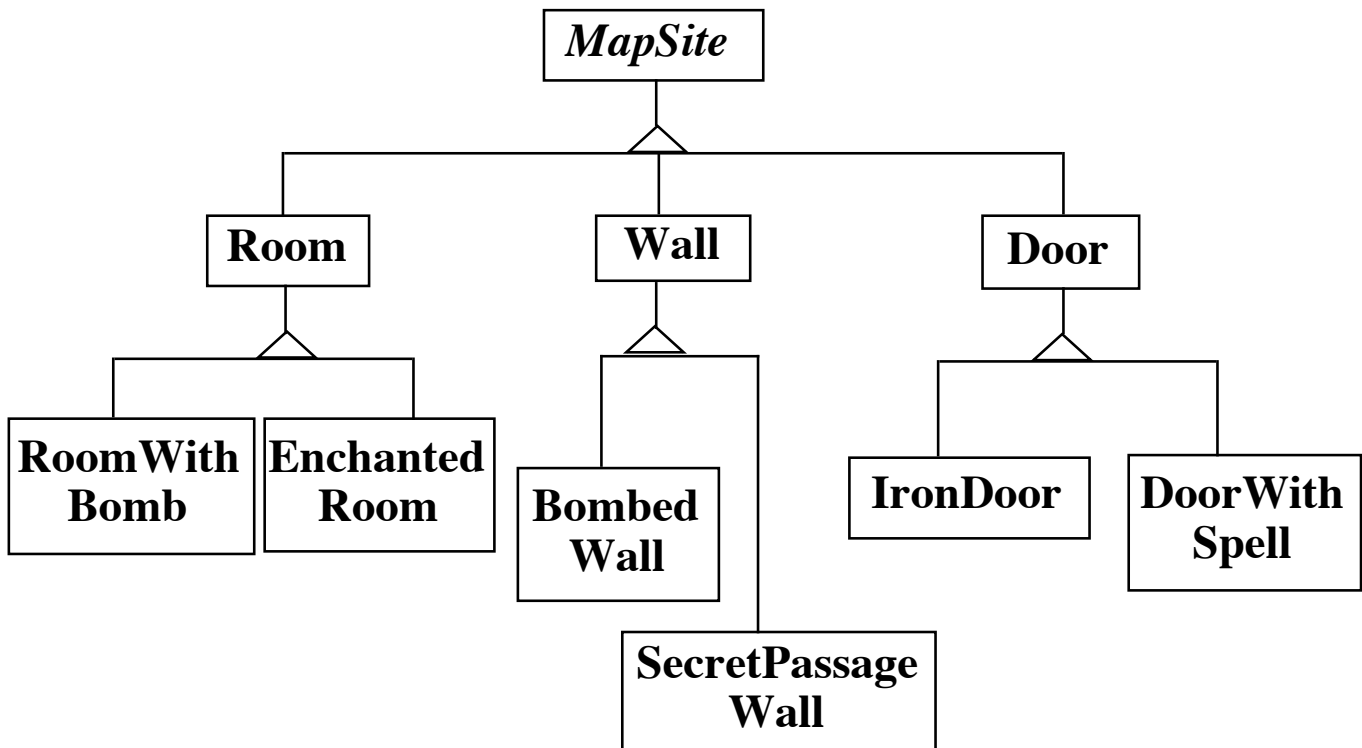 MapSite
Room
Wall
Door
RoomWith
Bomb
Enchanted
Room
Bombed
Wall
IronDoor
DoorWith
Spell
SecretPassage
Wall